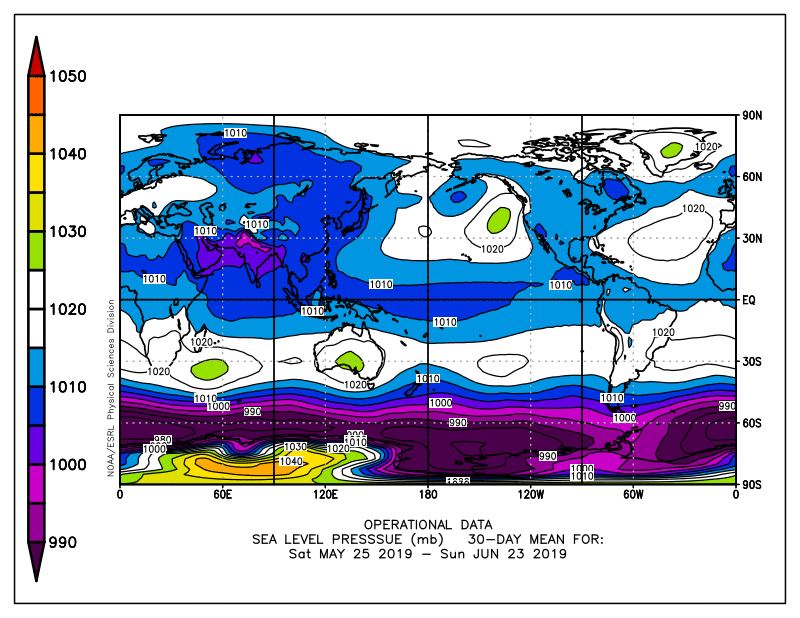 1050
1040
1030
1020
1010
1000
990
90N
60N
30N
EQ
30S
60S
90S
1010
1020
1010
1010
1020
1020
1010
1010
1010
1010
1010
1020
1020
1020
1020
1010
1010
1000
990
1000
1010
1000
990
990
980
1000
1030
1020
1010
1040
990
990
1000
1010
0
60E
120E
180
120W
60W
0
NOAA/ESRL Physical Sciences Division
OPERATIONAL DATA
SEA LEVEL PRESSSUE (mb) 30-DAY MEAN FOR:
Sat MAY 25 2019 - Sun JUN 23 2019